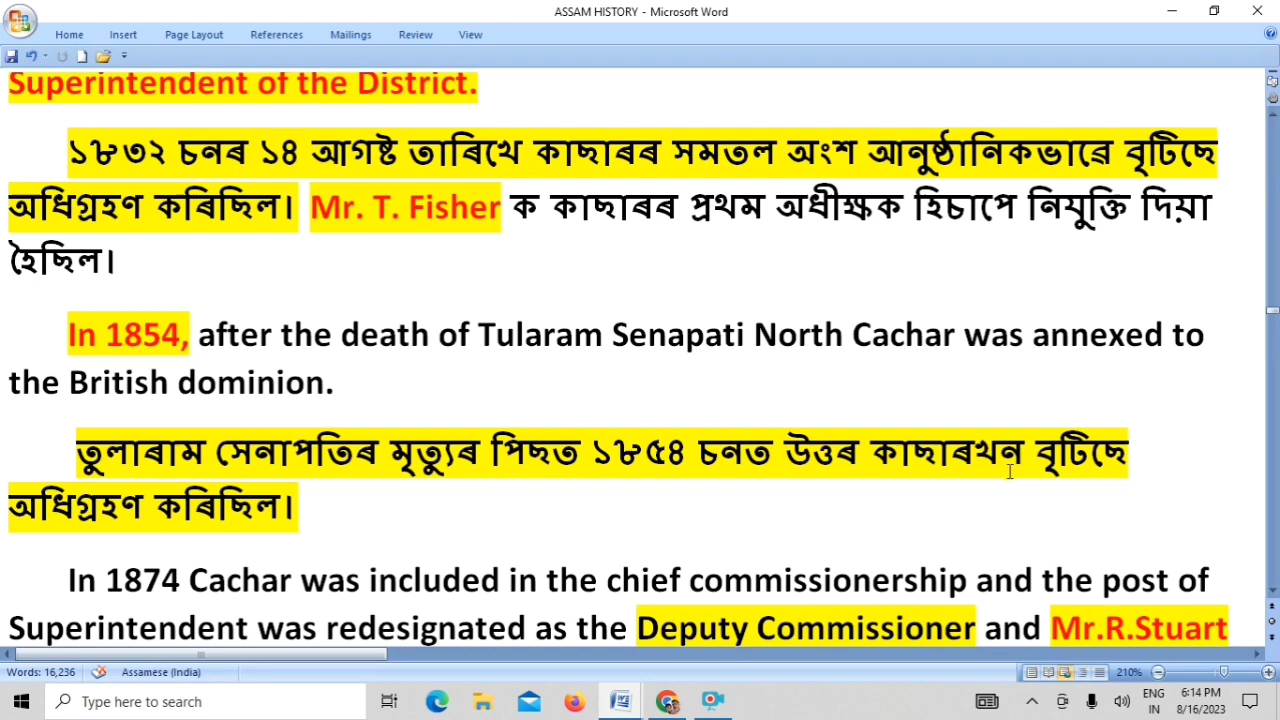 ASSAM HISTORY - Microsoft Word
Home Insert Page Layout References Mailings Review View
Superintendent of the District.
১৮৩২ চনৰ ১৪ আগষ্ট তাৰিখে কাছাৰৰ সমতল অংশ আনুষ্ঠানিকভাৱে বৃটিছে
অধিগ্ৰহণ কৰিছিল। Mr. T. Fisher ক কাছাৰৰ প্ৰথম অধীক্ষক হিচাপে নিযুক্তি দিয়া
হৈছিল।
In 1854, after the death of Tularam Senapati North Cachar was annexed to
the British dominion.
তুলাৰাম সেনাপতিৰ মৃত্যুৰ পিছত ১৮৫৪ চনত উত্তৰ কাছাৰখন বৃটিছে
অধিগ্ৰহণ কৰিছিল।
In 1874 Cachar was included in the chief commissionership and the post of
Superintendent was redesignated as the Deputy Commissioner and Mr.R.Stuart
Words: 16,236 Assamese (India) 210%
Type here to search
ENG 6:14 PM
IN 8/16/2023